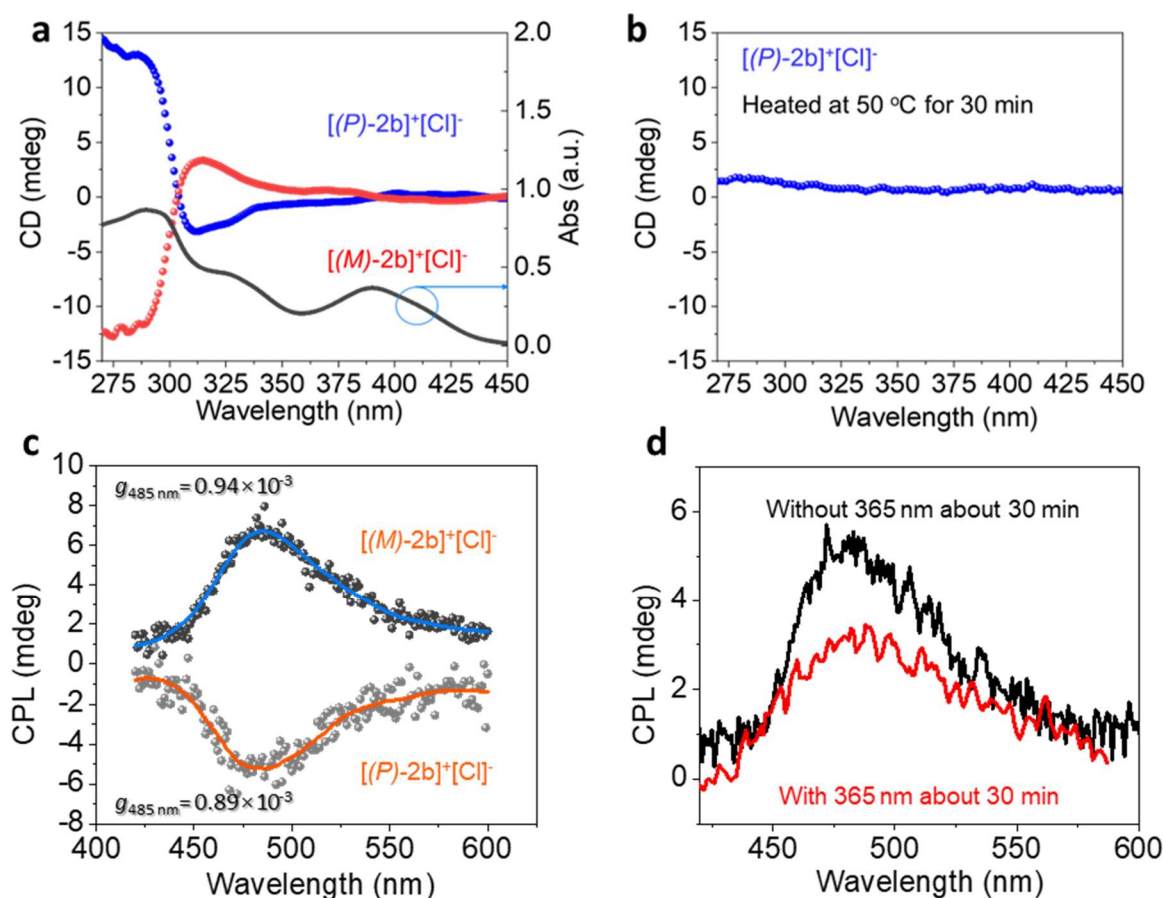 a
15
10
5
0
-5
-10
-15
CD (mdeg)
[(P)-2b]⁺[Cl]⁻
[(M)-2b]⁺[Cl]⁻
2.0
1.5
1.0
0.5
0.0
Abs (a.u.)
275 300 325 350 375 400 425 450
Wavelength (nm)
b
15
10
5
0
-5
-10
-15
CD (mdeg)
[(P)-2b]⁺[Cl]⁻
Heated at 50 °C for 30 min
275 300 325 350 375 400 425 450
Wavelength (nm)
c
10
8
6
4
2
0
-2
-4
-6
-8
CPL (mdeg)
g485 nm = 0.94×10⁻³
[(M)-2b]⁺[Cl]⁻
[(P)-2b]⁺[Cl]⁻
g485 nm = 0.89×10⁻³
400 450 500 550 600
Wavelength (nm)
d
6
4
2
0
CPL (mdeg)
Without 365 nm about 30 min
With 365 nm about 30 min
450 500 550 600
Wavelength (nm)